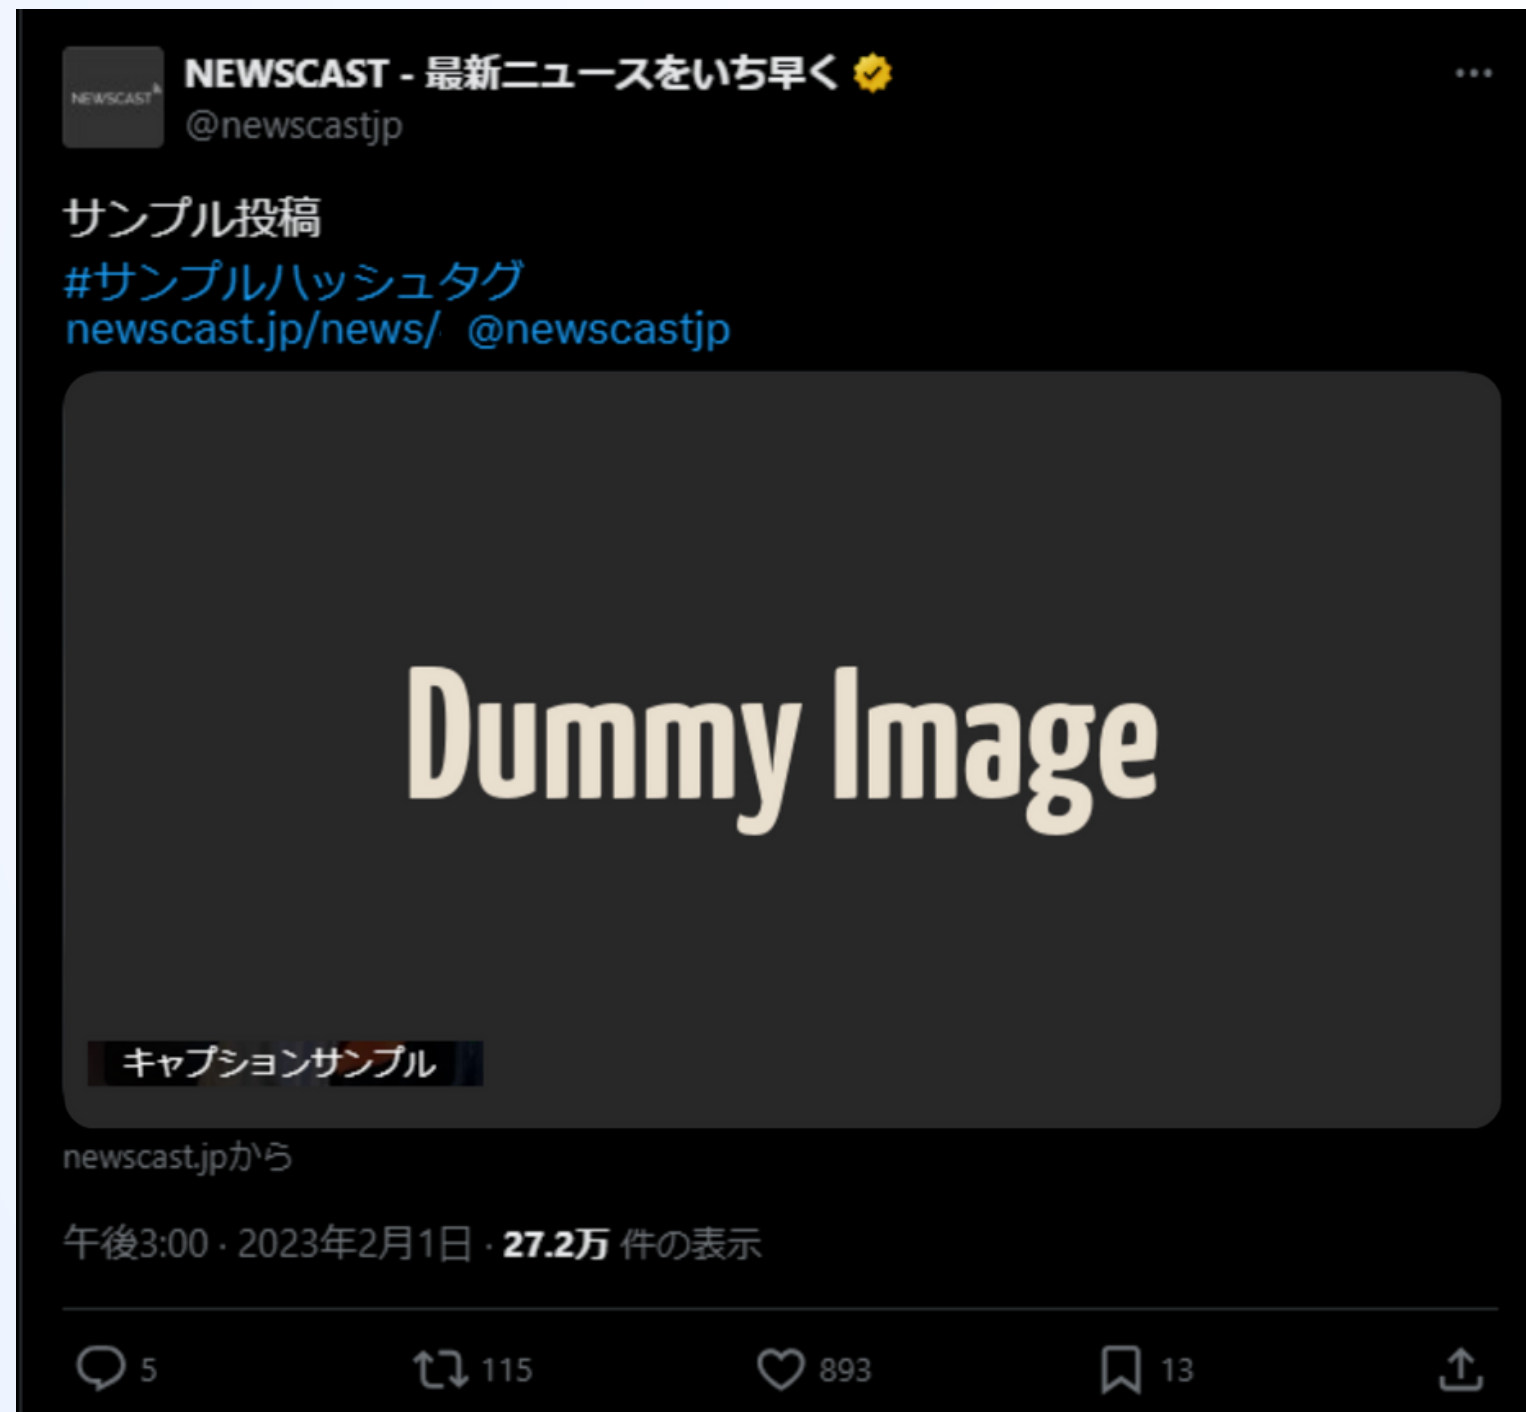 NEWSCAST
NEWSCAST - 最新ニュースをいち早く
@newscastjp
サンプル投稿
#サンプルハッシュタグ
newscast.jp/news/ @newscastjp
Dummy Image
キャプションサンプル
newscast.jpから
午後3:00 · 2023年2月1日 · 27.2万 件の表示
5 115 893 13